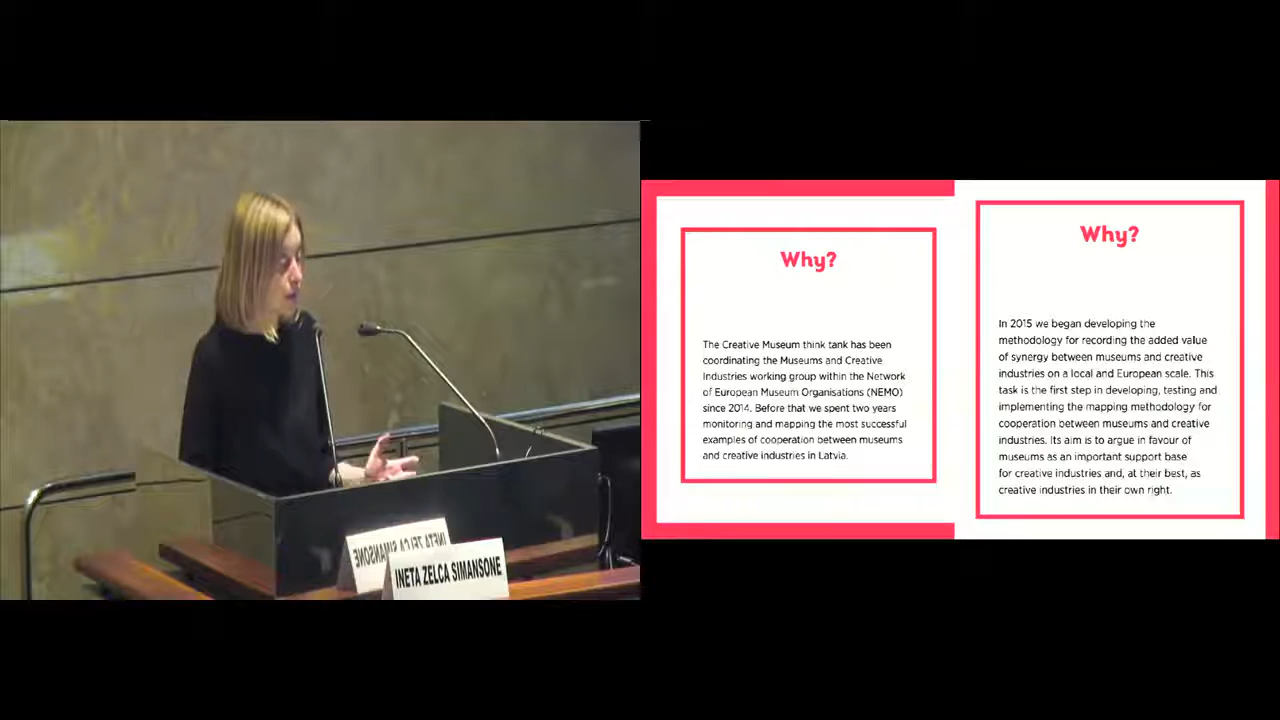 INETA ZELCA SIMANSONE
INETA ZELCA SIMANSONE
Why?
The Creative Museum think tank has been
coordinating the Museums and Creative
Industries working group within the Network
of European Museum Organisations (NEMO)
since 2014. Before that we spent two years
monitoring and mapping the most successful
examples of cooperation between museums
and creative industries in Latvia.
Why?
In 2015 we began developing the
methodology for recording the added value
of synergy between museums and creative
industries on a local and European scale. This
task is the first step in developing, testing and
implementing the mapping methodology for
cooperation between museums and creative
industries. Its aim is to argue in favour of
museums as an important support base
for creative industries and, at their best, as
creative industries in their own right.